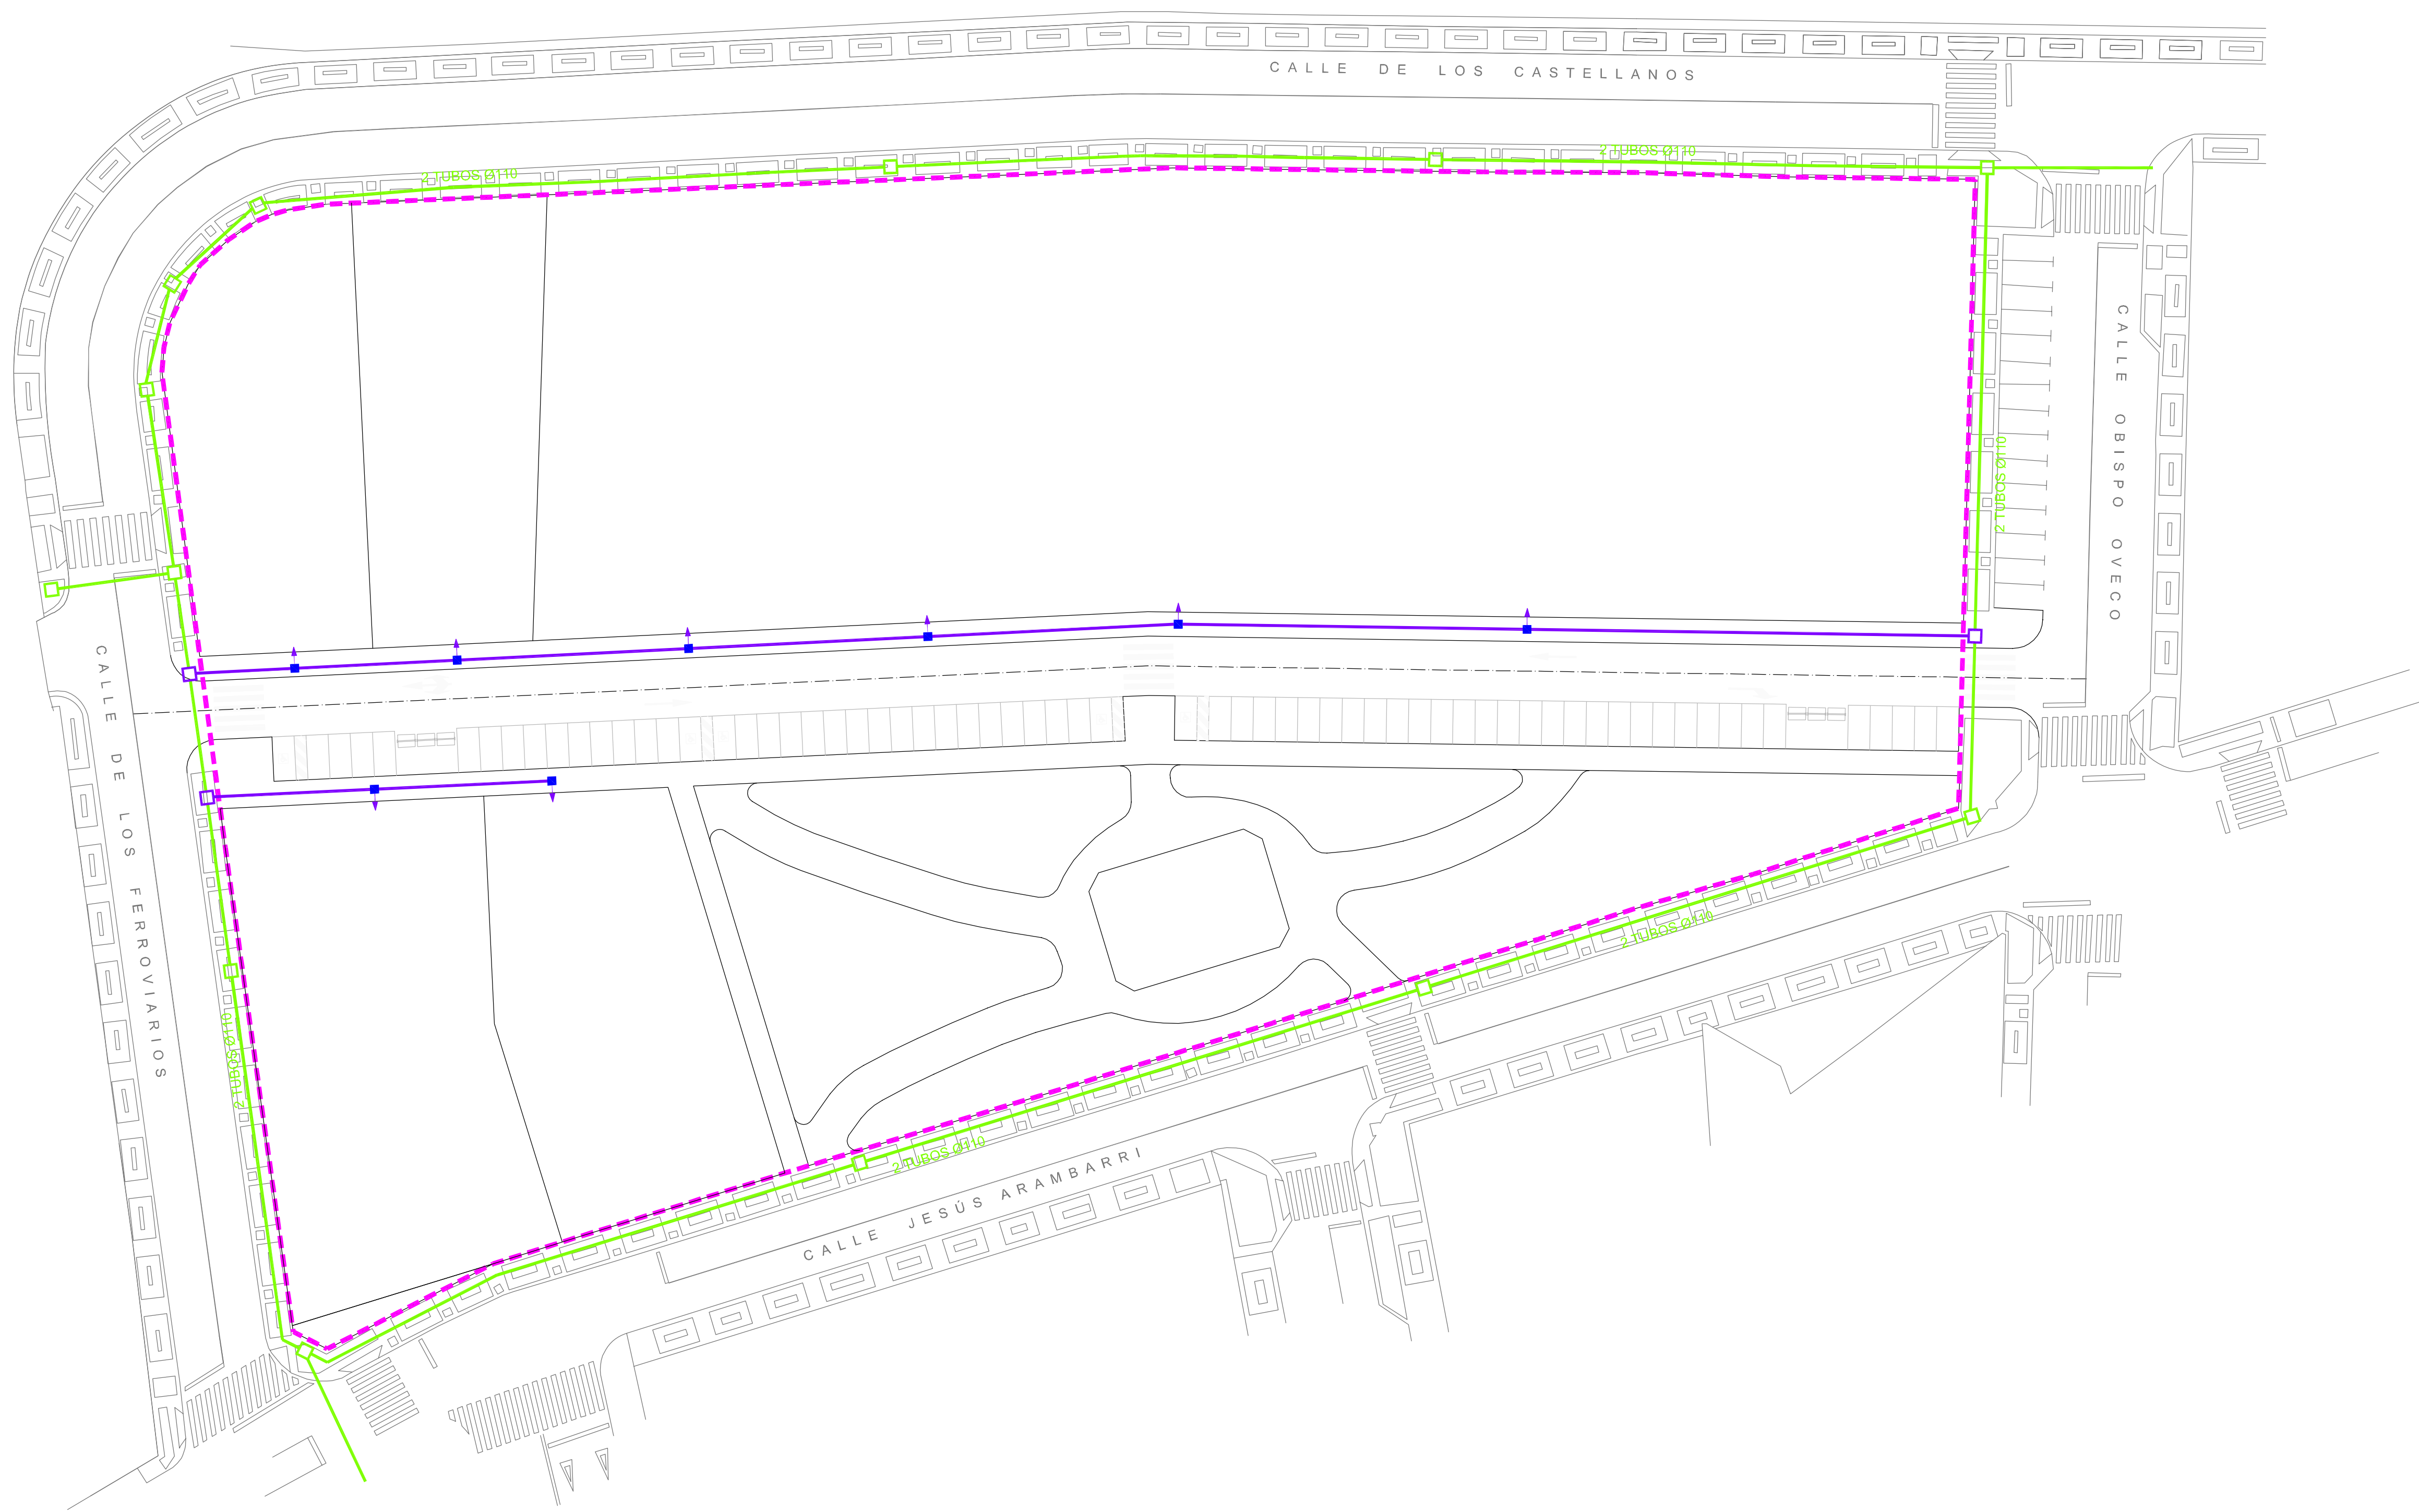 CALLE DE LOS CASTELLANOS
2 TUBOS Ø110
2 TUBOS Ø110
CALLE OBISPO OVECO
2 TUBOS Ø110
CALLE DE LOS FERROVIARIOS
2 TUBOS Ø110
2 TUBOS Ø110
2 TUBOS Ø110
CALLE JESÚS ARAMBARRI